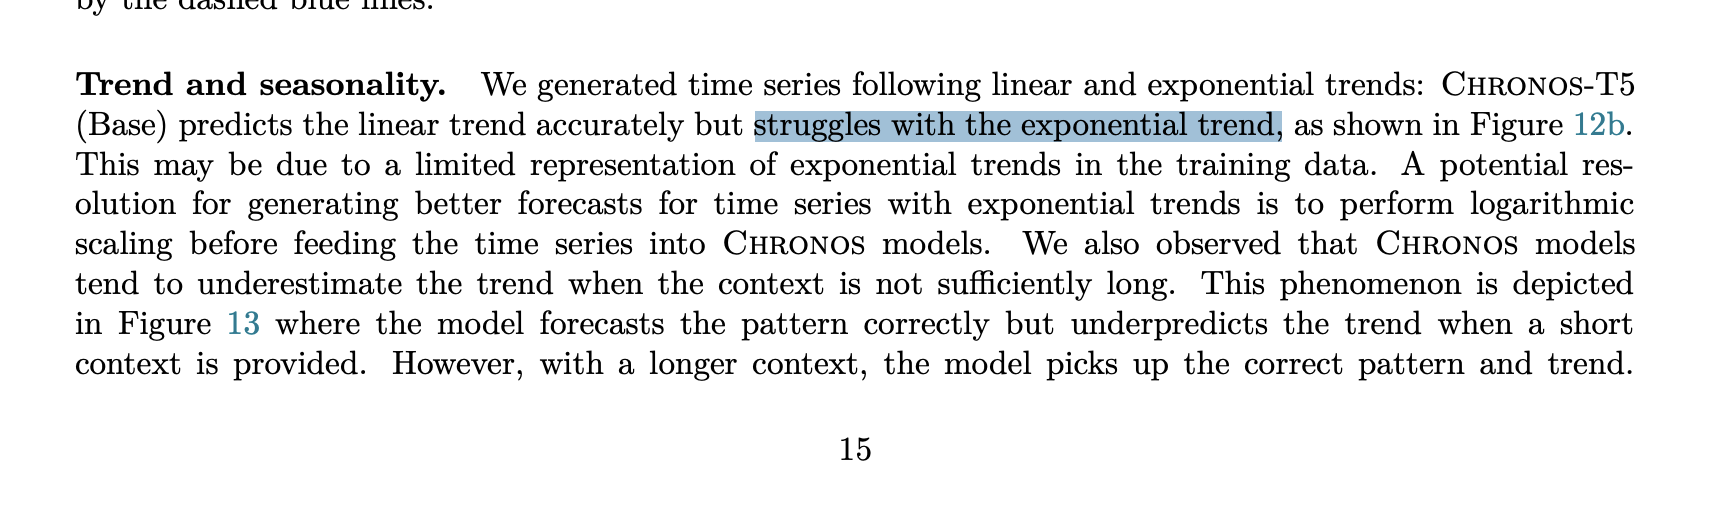 by the dashed blue lines.
Trend and seasonality. We generated time series following linear and exponential trends: CHRONOS-T5
(Base) predicts the linear trend accurately but struggles with the exponential trend, as shown in Figure 12b.
This may be due to a limited representation of exponential trends in the training data. A potential res-
olution for generating better forecasts for time series with exponential trends is to perform logarithmic
scaling before feeding the time series into CHRONOS models. We also observed that CHRONOS models
tend to underestimate the trend when the context is not sufficiently long. This phenomenon is depicted
in Figure 13 where the model forecasts the pattern correctly but underpredicts the trend when a short
context is provided. However, with a longer context, the model picks up the correct pattern and trend.
15